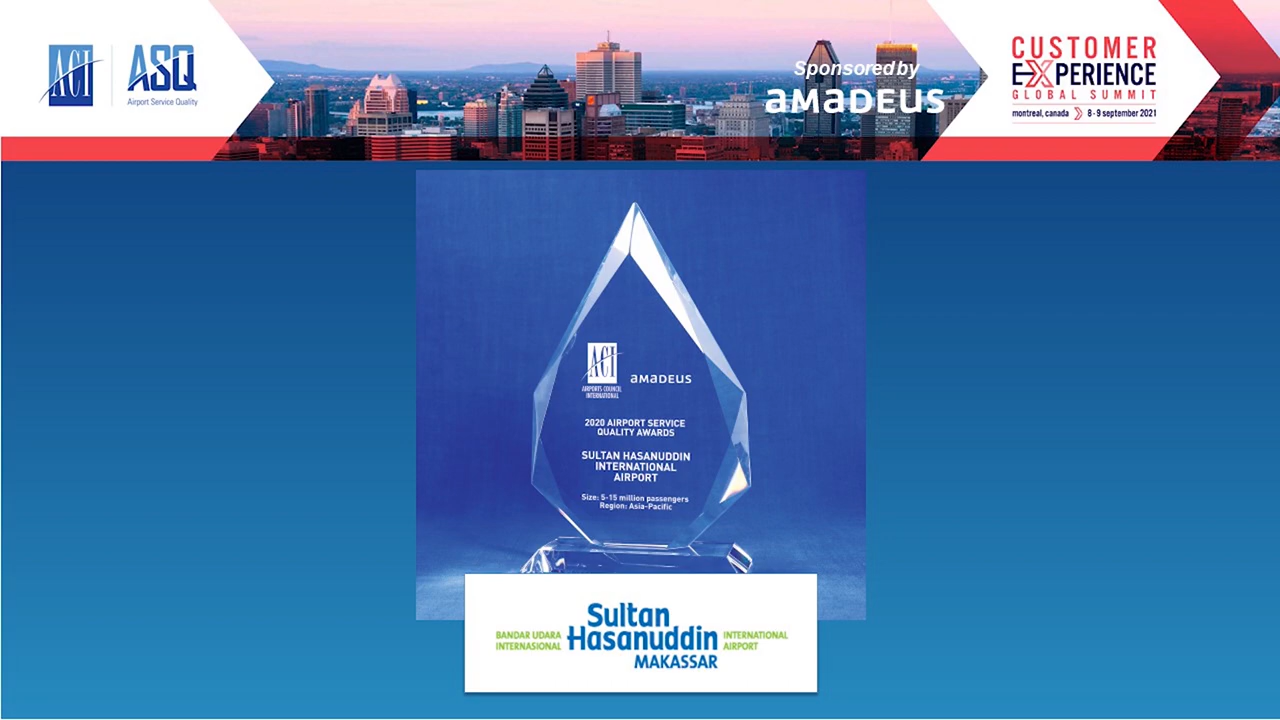 ACI
ASQ
Airport Service Quality
Sponsored by
amadeus
CUSTOMER
EXPERIENCE
GLOBAL SUMMIT
montreal, canada 8 - 9 september 2021
ACI
AIRPORTS COUNCIL
INTERNATIONAL
amadeus
2020 AIRPORT SERVICE
QUALITY AWARDS
SULTAN HASANUDDIN
INTERNATIONAL
AIRPORT
Size: 5-15 million passengers
Region: Asia-Pacific
BANDAR UDARA
INTERNASIONAL
Sultan
Hasanuddin
MAKASSAR
INTERNATIONAL
AIRPORT